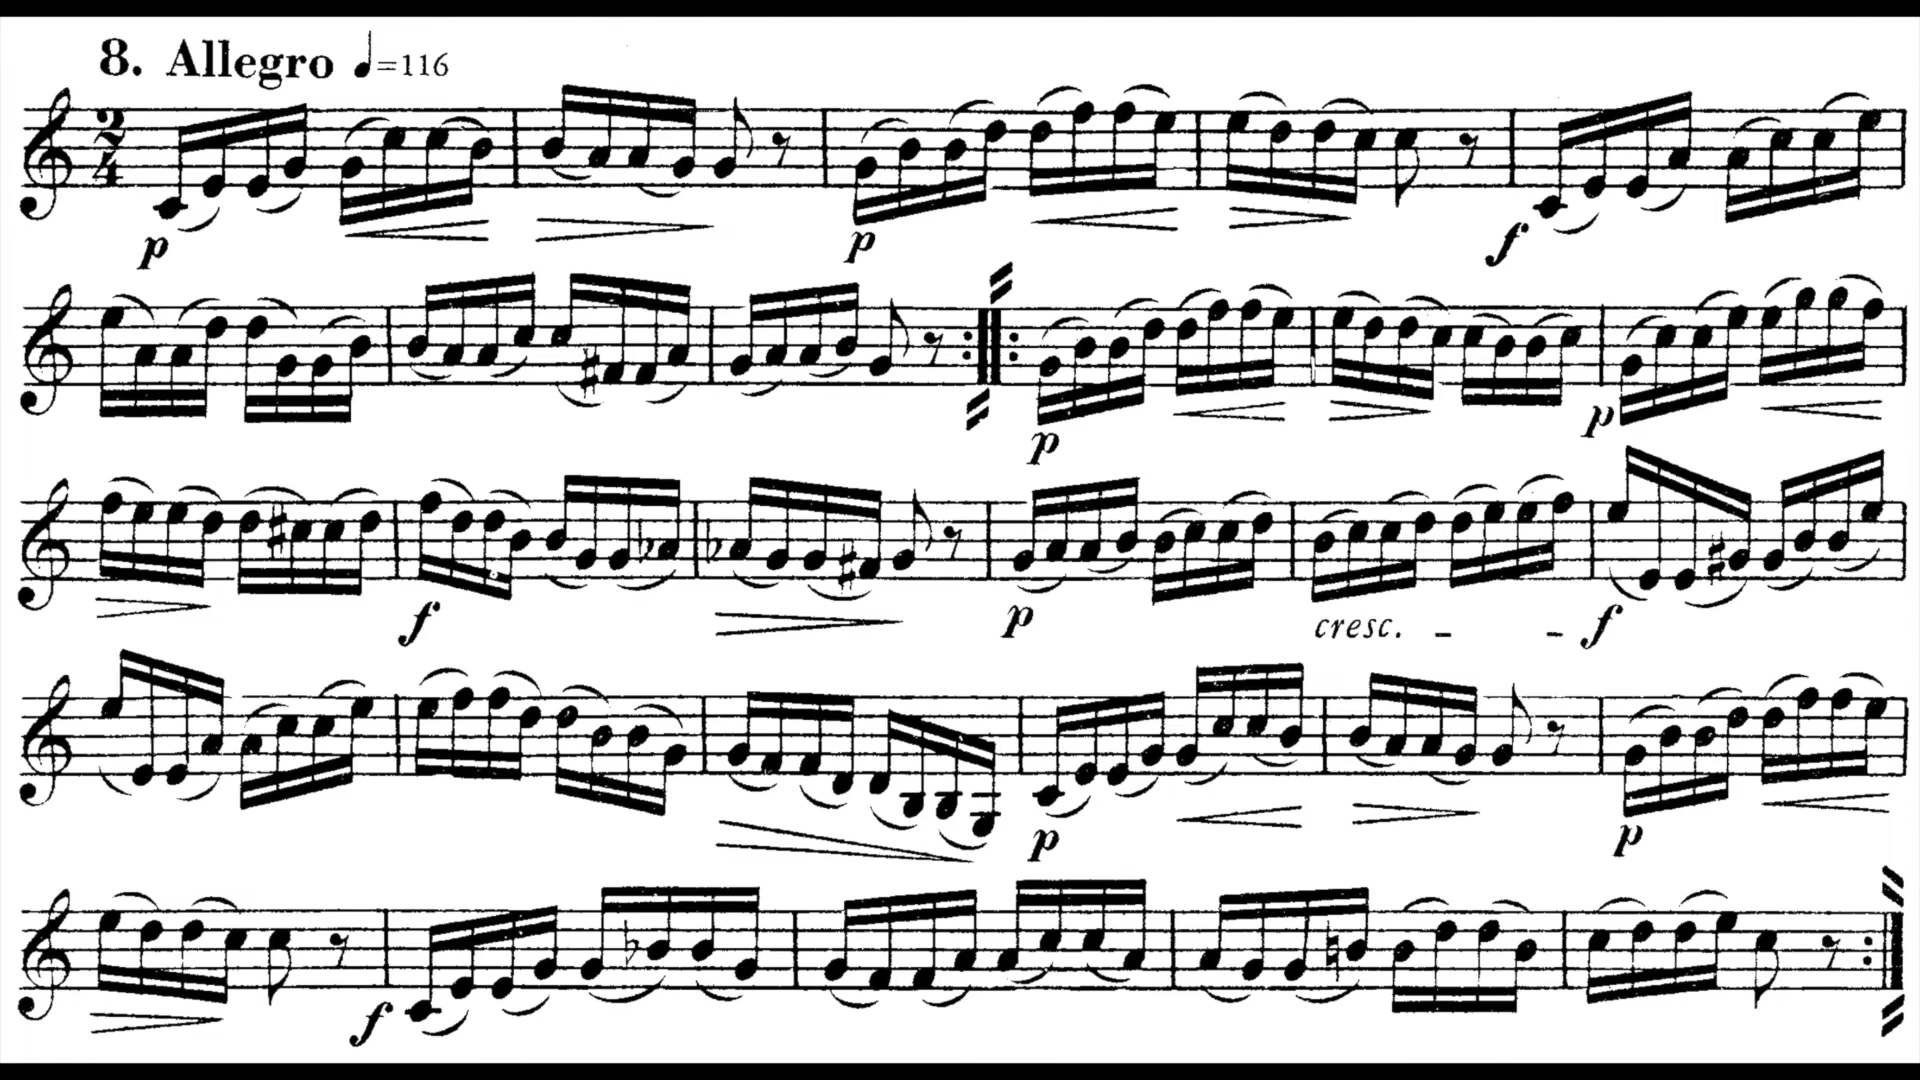 8. Allegro ♩=116
2/4
p p f
p p
f p cresc. f
p p
f